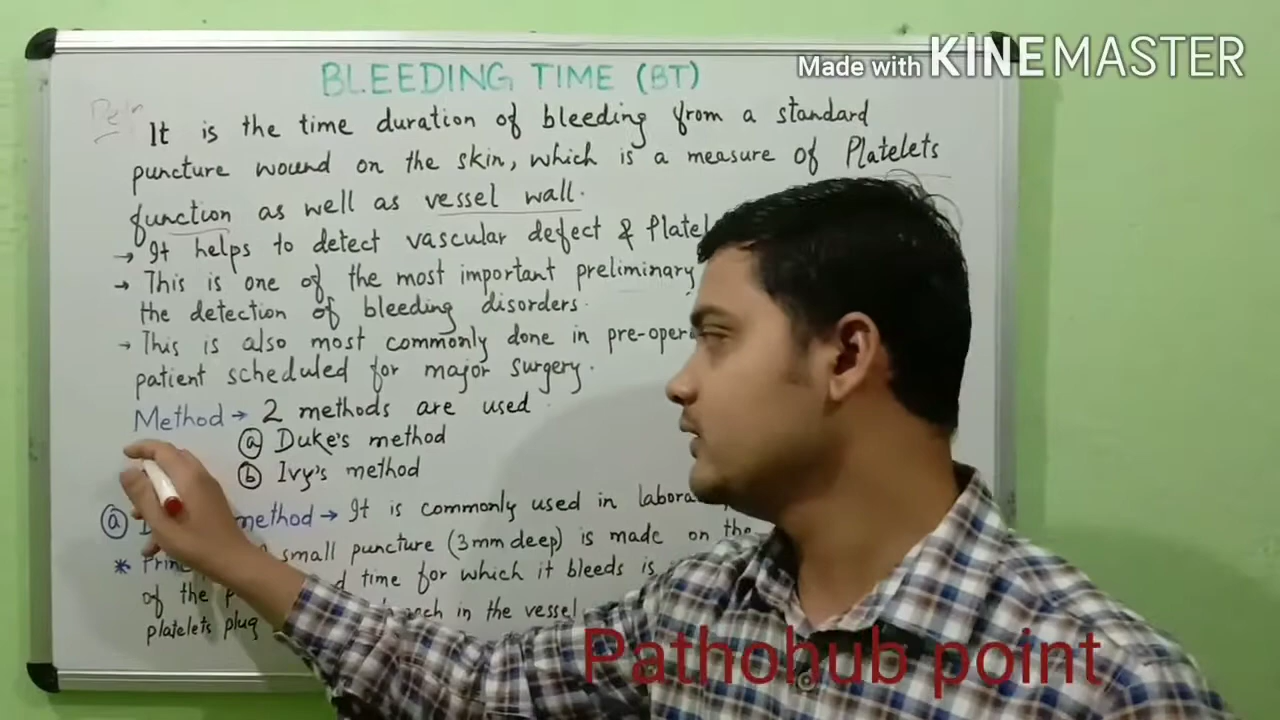 Made with KINEMASTER
BLEEDING TIME (BT)
It is the time duration of bleeding from a standard
puncture wound on the skin, which is a measure of Platelets
function as well as vessel wall.
→ It helps to detect vascular defect & Platel
→ This is one of the most important preliminary
the detection of bleeding disorders.
→ This is also most commonly done in pre-oper
patient scheduled for major surgery.
Method → 2 methods are used
ⓐ Duke's method
ⓑ Ivy's method
ⓐ D method → It is commonly used in labora
* Princ small puncture (3mm deep) is made on the
time for which it bleeds is
of the in the vessel
platelets plug
Pathohub point